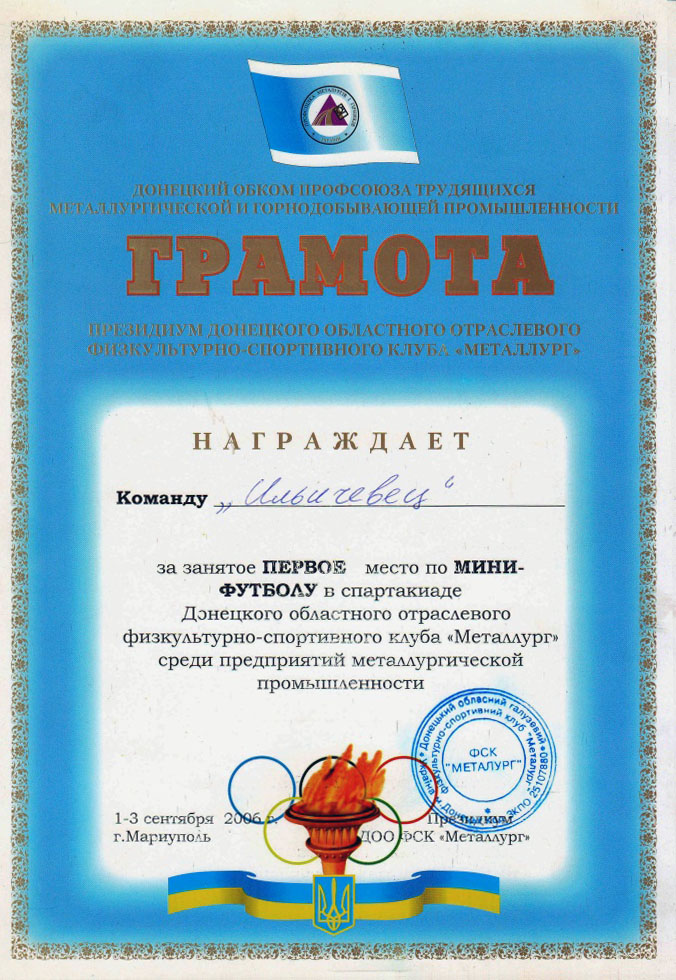 ДОНЕЦКИЙ ОБКОМ ПРОФСОЮЗА ТРУДЯЩИХСЯ
МЕТАЛЛУРГИЧЕСКОЙ И ГОРНОДОБЫВАЮЩЕЙ ПРОМЫШЛЕННОСТИ
ГРАМОТА
ПРЕЗИДИУМ ДОНЕЦКОГО ОБЛАСТНОГО ОТРАСЛЕВОГО
ФИЗКУЛЬТУРНО-СПОРТИВНОГО КЛУБА «МЕТАЛЛУРГ»
НАГРАЖДАЕТ
Команду „Ильичевец“
за занятое ПЕРВОЕ место по МИНИ-
ФУТБОЛУ в спартакиаде
Донецкого областного отраслевого
физкультурно-спортивного клуба «Металлург»
среди предприятий металлургической
промышленности
Донецький обласний галузевий
фізкультурно-спортивний клуб "Металург"
Україна м. Донецьк ЗКПО 25107880
ФСК
"МЕТАЛУРГ"
1-3 сентября 2006 г.
г.Мариуполь
Президиум
ДОО ФСК «Металлург»